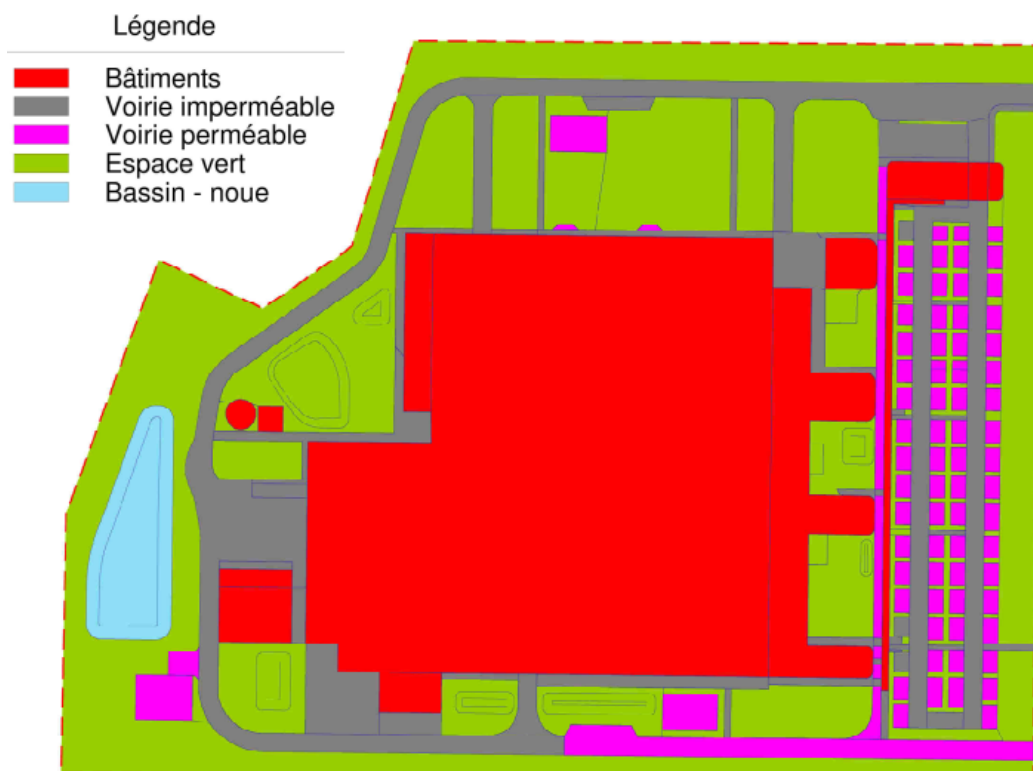 Légende
Bâtiments
Voirie imperméable
Voirie perméable
Espace vert
Bassin - noue